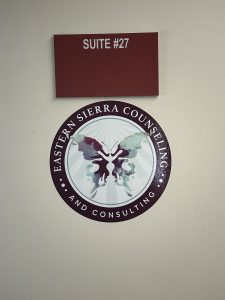 SUITE #27
EASTERN SIERRA COUNSELING
AND CONSULTING